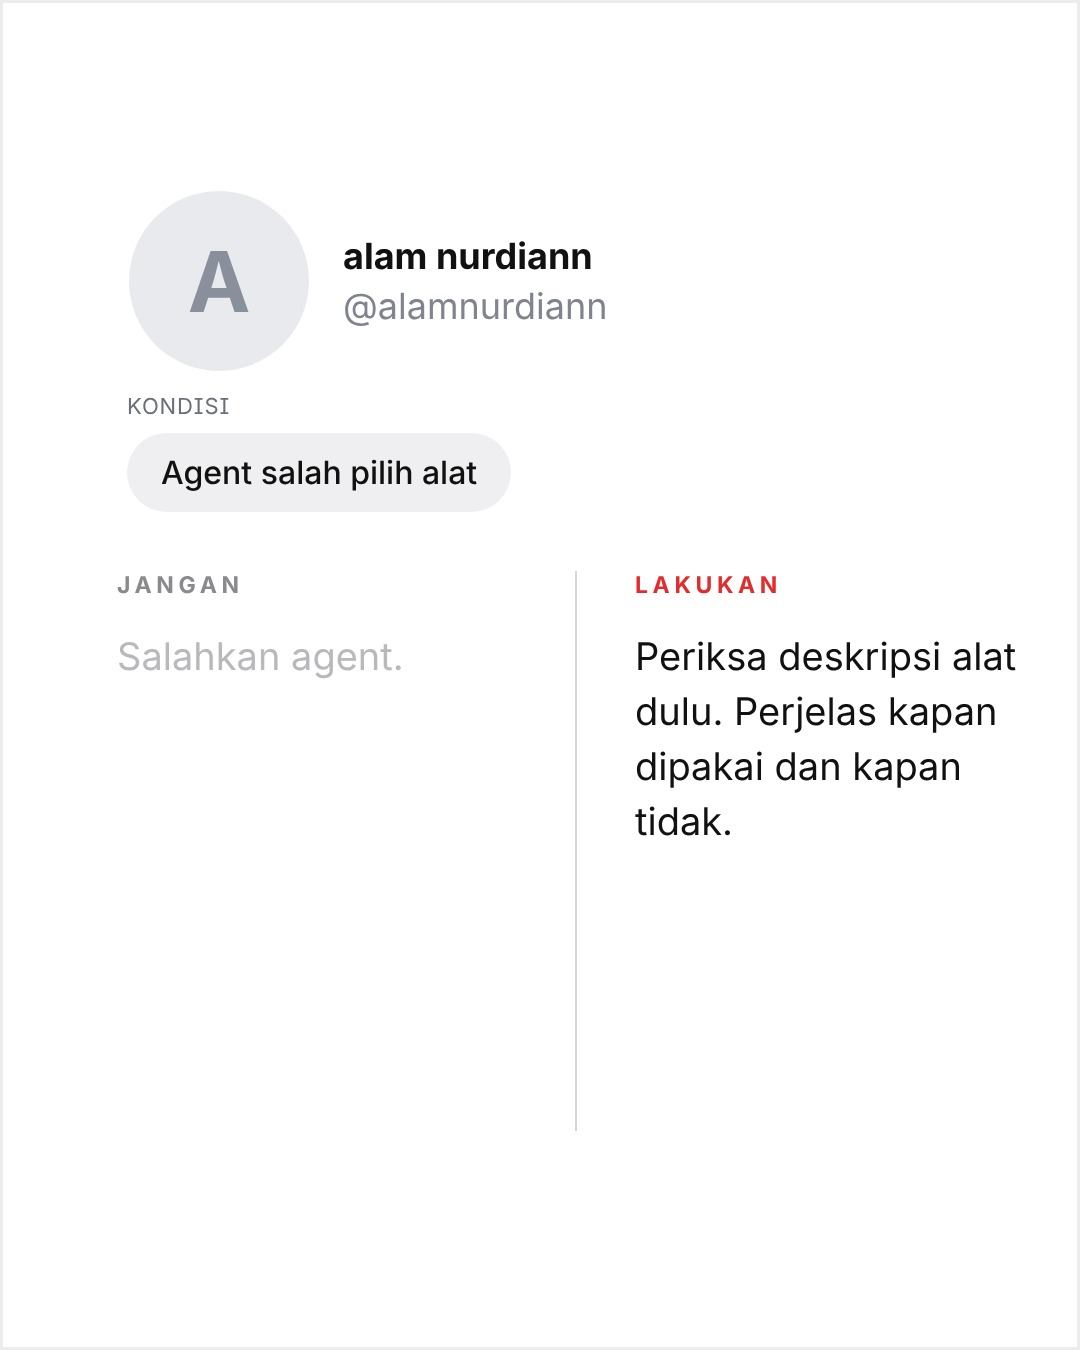 A
alam nurdiann
@alamnurdiann
KONDISI
Agent salah pilih alat
JANGAN
Salahkan agent.
LAKUKAN
Periksa deskripsi alat
dulu. Perjelas kapan
dipakai dan kapan
tidak.